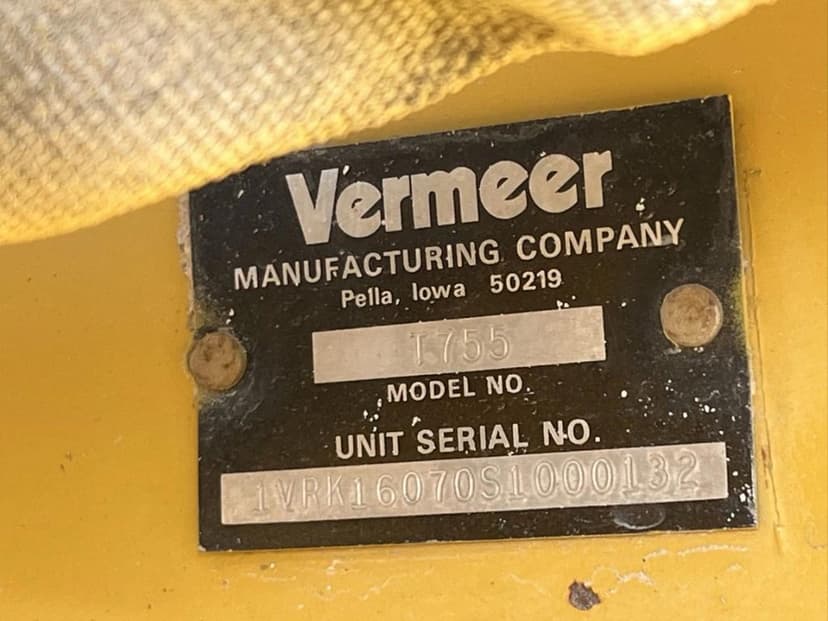 Vermeer
MANUFACTURING COMPANY
Pella, Iowa 50219
T755
MODEL NO.
UNIT SERIAL NO.
1VRK16070S1000132